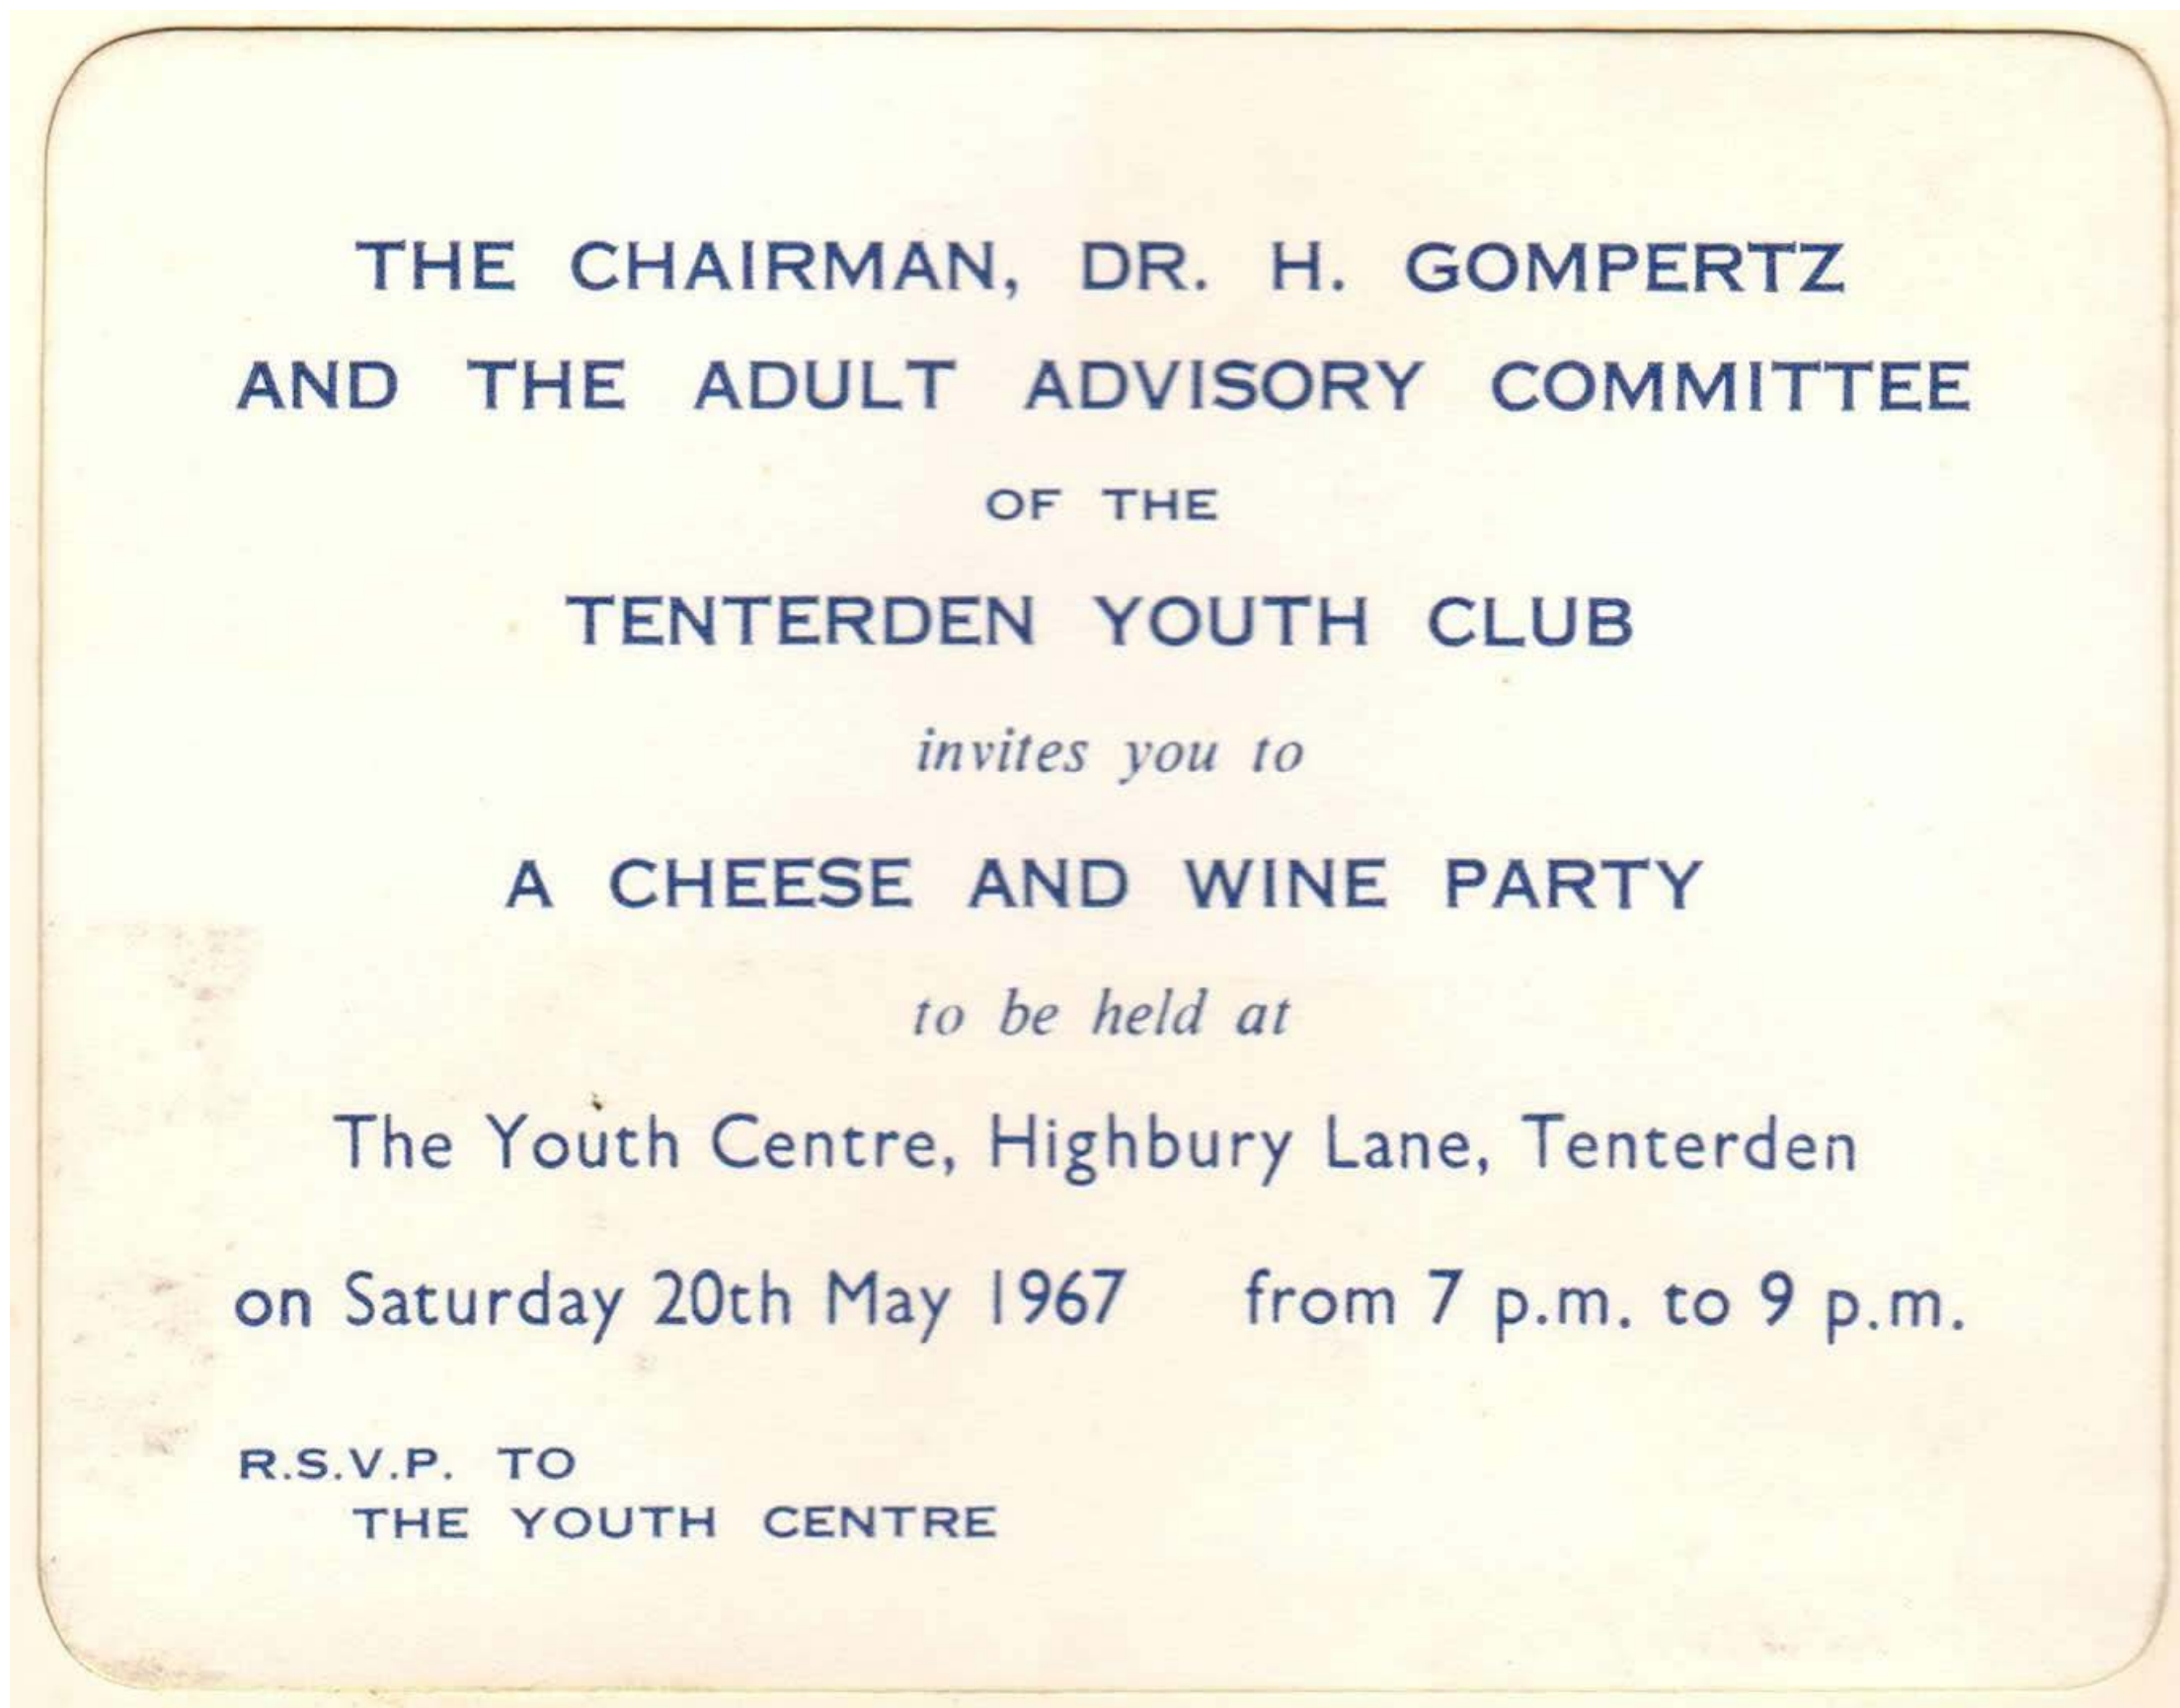 THE CHAIRMAN, DR. H. GOMPERTZ
AND THE ADULT ADVISORY COMMITTEE
OF THE
TENTERDEN YOUTH CLUB
invites you to
A CHEESE AND WINE PARTY
to be held at
The Youth Centre, Highbury Lane, Tenterden
on Saturday 20th May 1967 from 7 p.m. to 9 p.m.
R.S.V.P. TO
THE YOUTH CENTRE